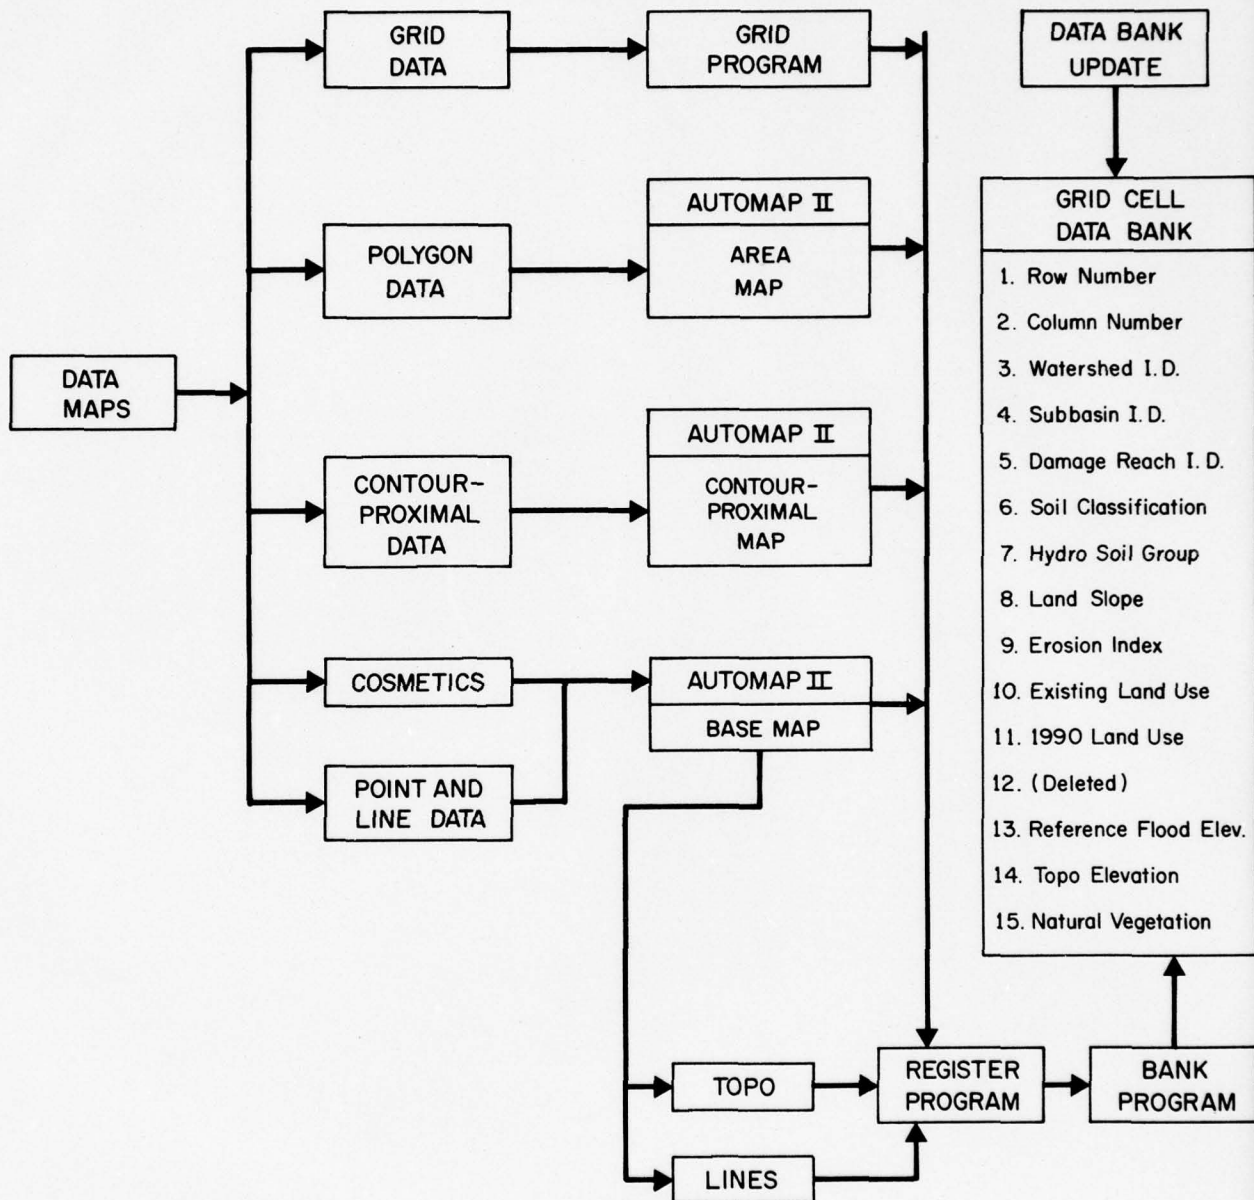 GRID
DATA
GRID
PROGRAM
DATA BANK
UPDATE
POLYGON
DATA
AUTOMAP II
AREA
MAP
DATA
MAPS
CONTOUR-
PROXIMAL
DATA
AUTOMAP II
CONTOUR-
PROXIMAL
MAP
COSMETICS
POINT AND
LINE DATA
AUTOMAP II
BASE MAP
TOPO
LINES
REGISTER
PROGRAM
BANK
PROGRAM
GRID CELL
DATA BANK
1. Row Number
2. Column Number
3. Watershed I.D.
4. Subbasin I.D.
5. Damage Reach I.D.
6. Soil Classification
7. Hydro Soil Group
8. Land Slope
9. Erosion Index
10. Existing Land Use
11. 1990 Land Use
12. (Deleted)
13. Reference Flood Elev.
14. Topo Elevation
15. Natural Vegetation